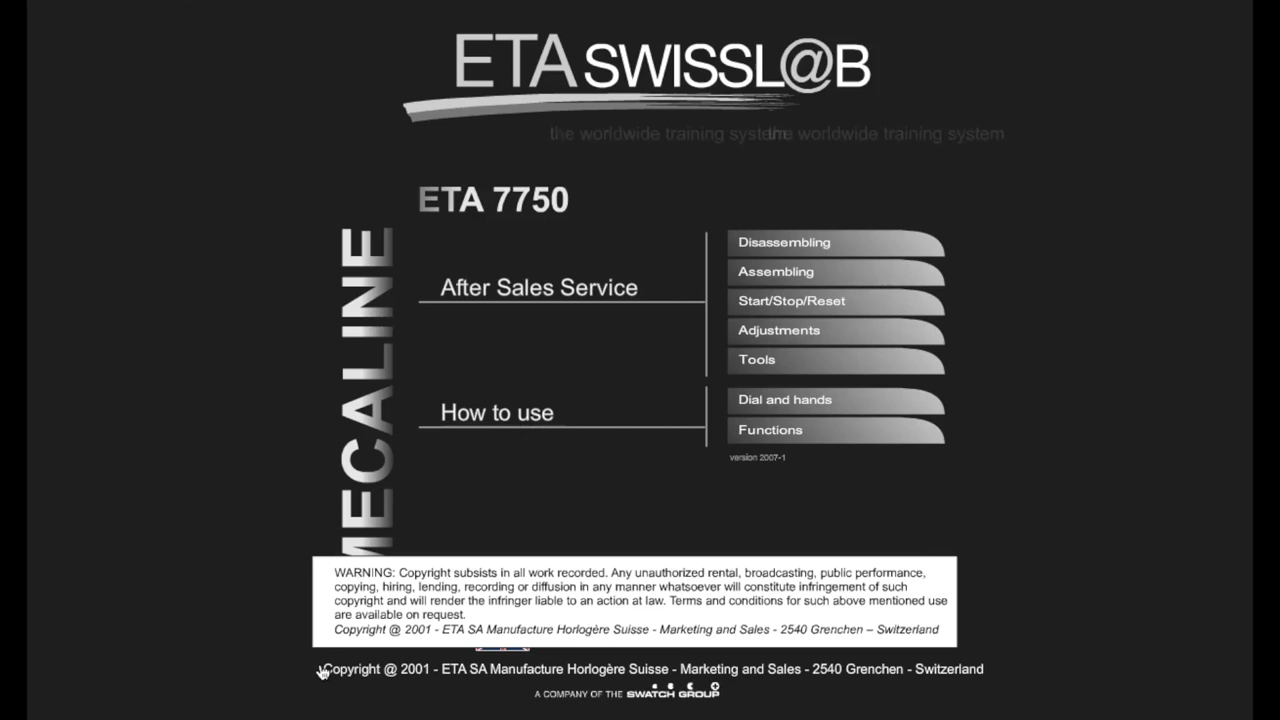 ETA SWISSL@B
the worldwide training system the worldwide training system
ETA 7750
MECALINE
After Sales Service
Disassembling
Assembling
Start/Stop/Reset
Adjustments
Tools
How to use
Dial and hands
Functions
version 2007-1
WARNING: Copyright subsists in all work recorded. Any unauthorized rental, broadcasting, public performance,
copying, hiring, lending, recording or diffusion in any manner whatsoever will constitute infringement of such
copyright and will render the infringer liable to an action at law. Terms and conditions for such above mentioned use
are available on request.
Copyright @ 2001 - ETA SA Manufacture Horlogère Suisse - Marketing and Sales - 2540 Grenchen – Switzerland
Copyright @ 2001 - ETA SA Manufacture Horlogère Suisse - Marketing and Sales - 2540 Grenchen - Switzerland
A COMPANY OF THE SWATCH GROUP